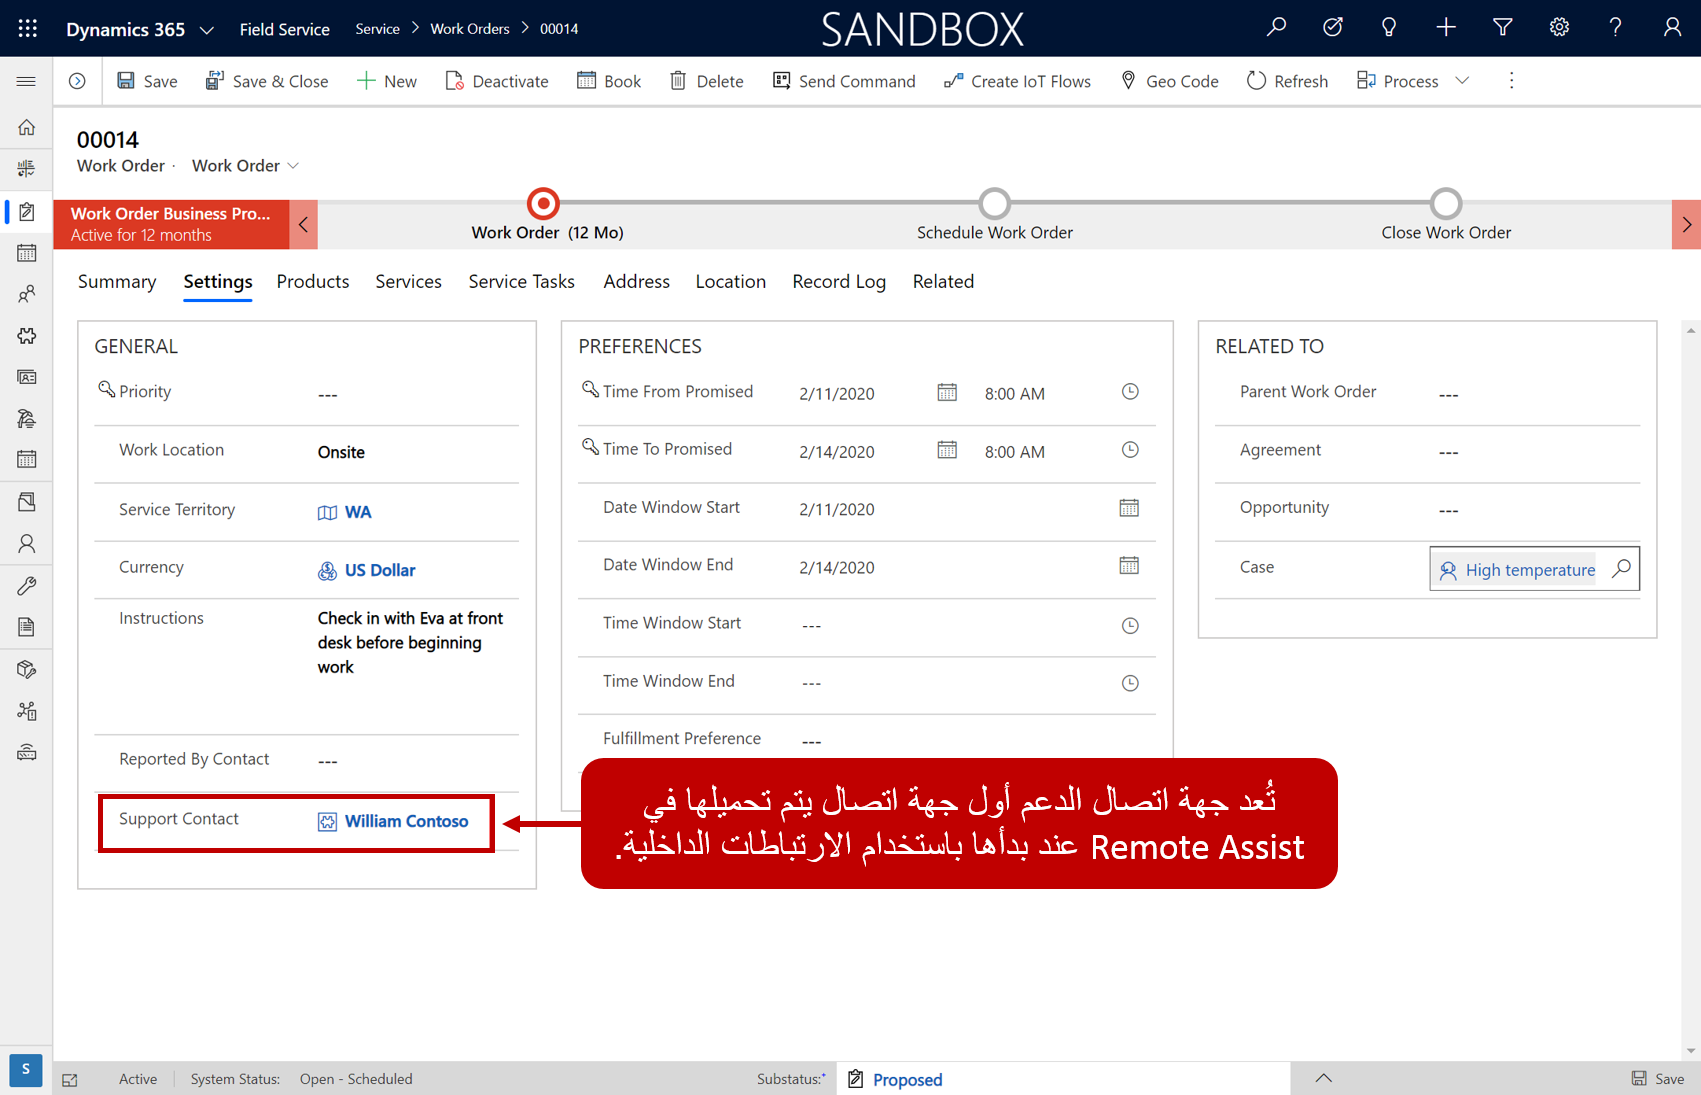 Dynamics 365 Field Service Service > Work Orders > 00014 SANDBOX
Save Save & Close New Deactivate Book Delete Send Command Create IoT Flows Geo Code Refresh Process
00014
Work Order · Work Order
Work Order Business Pro...
Active for 12 months
Work Order (12 Mo) Schedule Work Order Close Work Order
Summary Settings Products Services Service Tasks Address Location Record Log Related
GENERAL
Priority ---
Work Location Onsite
Service Territory WA
Currency US Dollar
Instructions Check in with Eva at front
desk before beginning
work
Reported By Contact ---
Support Contact William Contoso
PREFERENCES
Time From Promised 2/11/2020 8:00 AM
Time To Promised 2/14/2020 8:00 AM
Date Window Start 2/11/2020
Date Window End 2/14/2020
Time Window Start ---
Time Window End ---
Fulfillment Preference ---
RELATED TO
Parent Work Order ---
Agreement ---
Opportunity ---
Case High temperature
تُعد جهة اتصال الدعم أول جهة اتصال يتم تحميلها في
Remote Assist عند بدأها باستخدام الارتباطات الداخلية.
S
Active System Status: Open - Scheduled Substatus:* Proposed Save